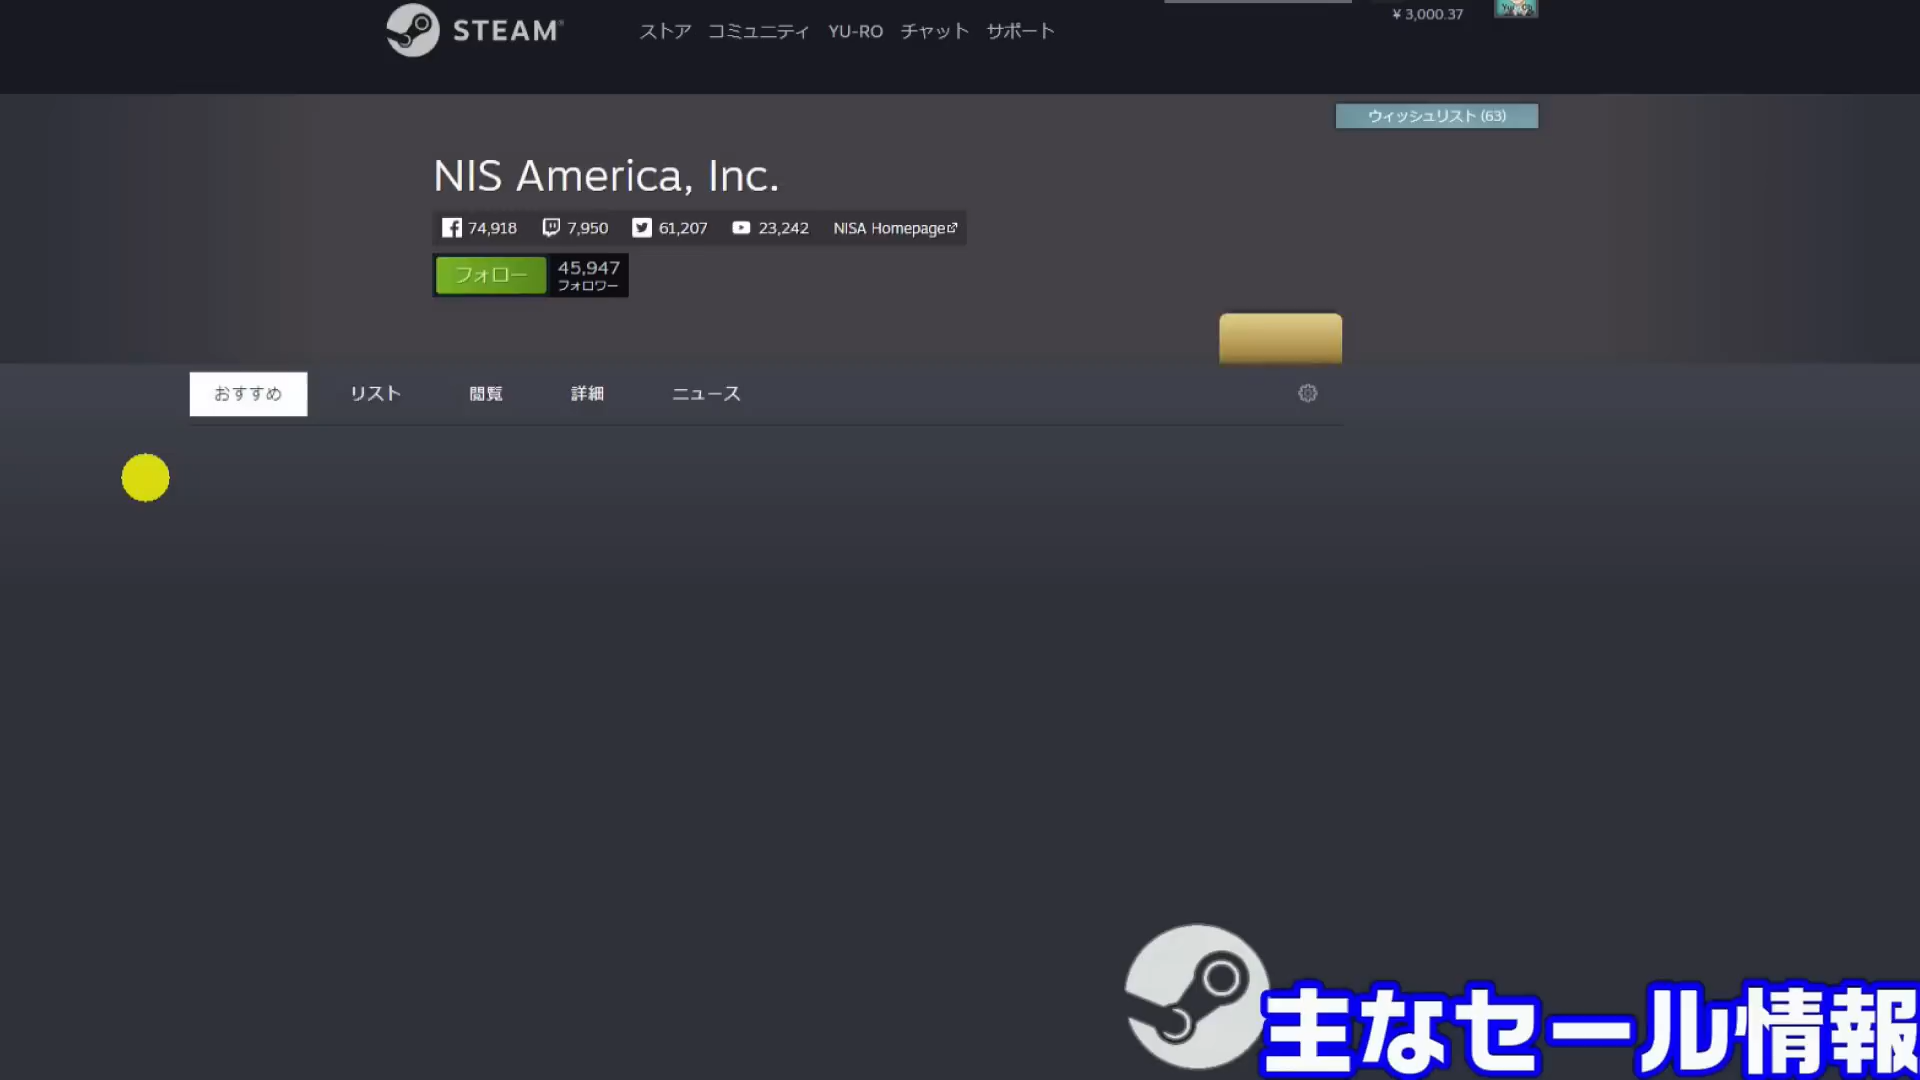 STEAM
ストア コミュニティ YU-RO チャット サポート
¥ 3,000.37
ウィッシュリスト (63)
NIS America, Inc.
74,918 7,950 61,207 23,242 NISA Homepage
フォロー
45,947
フォロワー
おすすめ リスト 閲覧 詳細 ニュース
主なセール情報